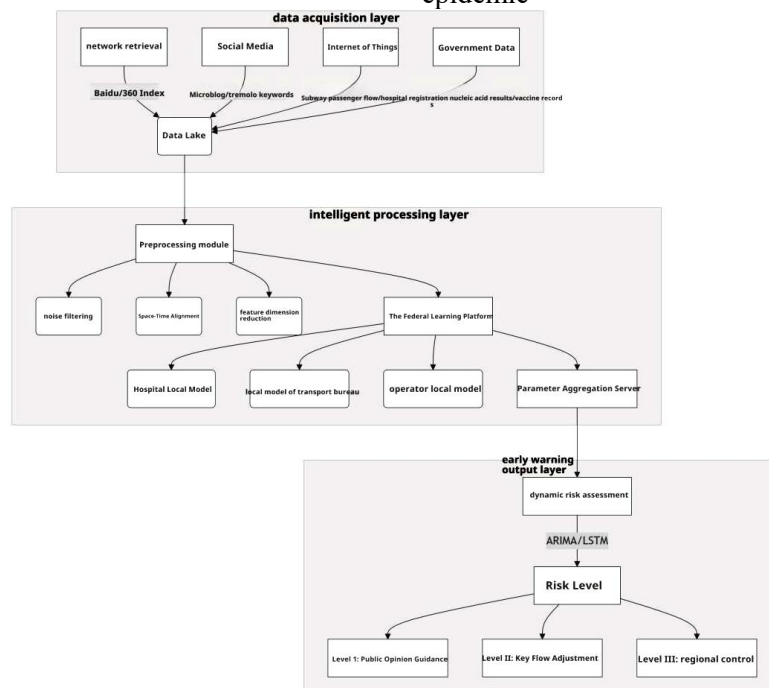 epidemic
data acquisition layer
network retrieval
Social Media
Internet of Things
Government Data
Baidu/360 Index
Microblog/tremolo keywords
Subway passenger flow/hospital registration nucleic acid results/vaccine record
s
Data Lake
intelligent processing layer
Preprocessing module
noise filtering
Space-Time Alignment
feature dimension
reduction
The Federal Learning Platform
Hospital Local Model
local model of transport bureau
operator local model
Parameter Aggregation Server
early warning
output layer
dynamic risk assessment
ARIMA/LSTM
Risk Level
Level 1: Public Opinion Guidance
Level II: Key Flow Adjustment
Level III: regional control